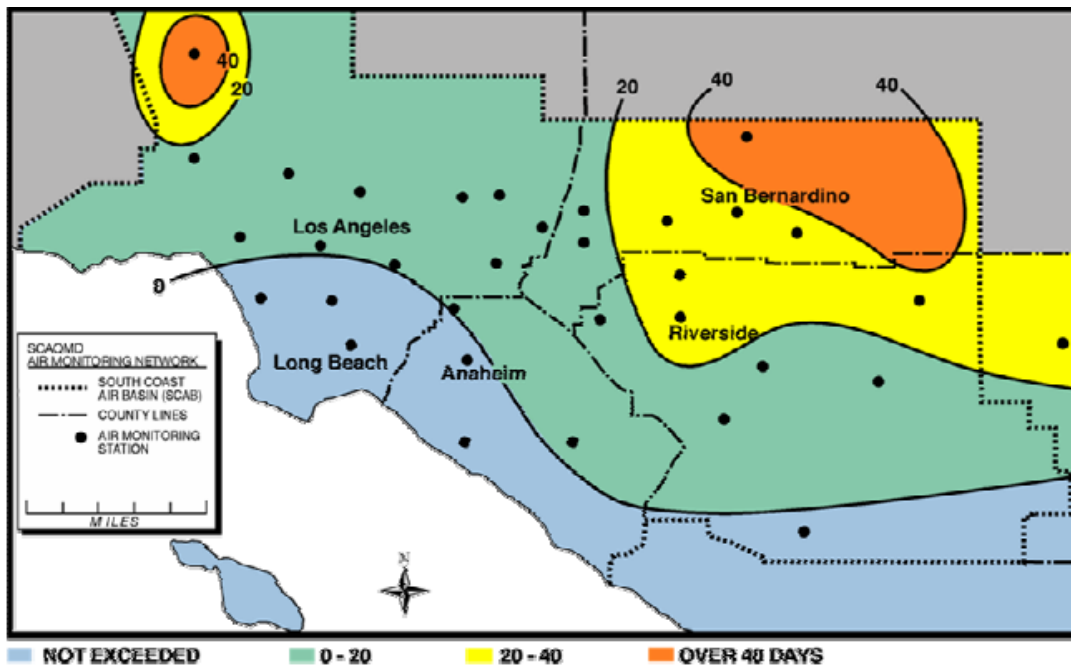 40
20
20
40
40
San Bernardino
Los Angeles
0
Riverside
Long Beach
Anaheim
SCAQMD
AIR MONITORING NETWORK
SOUTH COAST
AIR BASIN (SCAB)
COUNTY LINES
AIR MONITORING
STATION
MILES
N
NOT EXCEEDED
0 - 20
20 - 40
OVER 40 DAYS